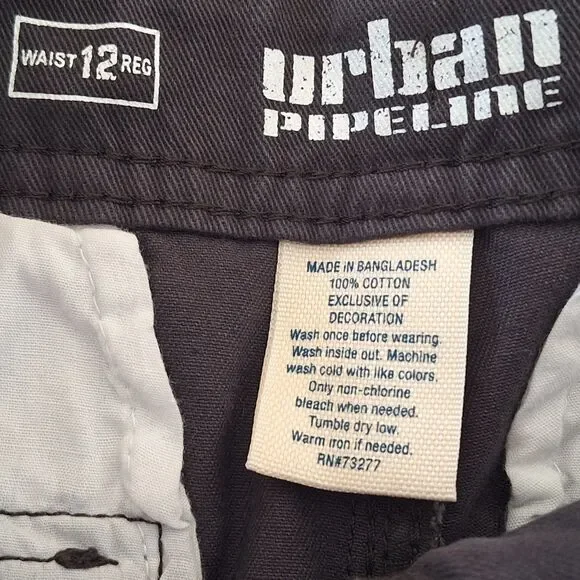 WAIST 12 REG
urban
PIPELINE
MADE IN BANGLADESH
100% COTTON
EXCLUSIVE OF
DECORATION
Wash once before wearing.
Wash inside out. Machine
wash cold with like colors.
Only non-chlorine
bleach when needed.
Tumble dry low.
Warm iron if needed.
RN#73277